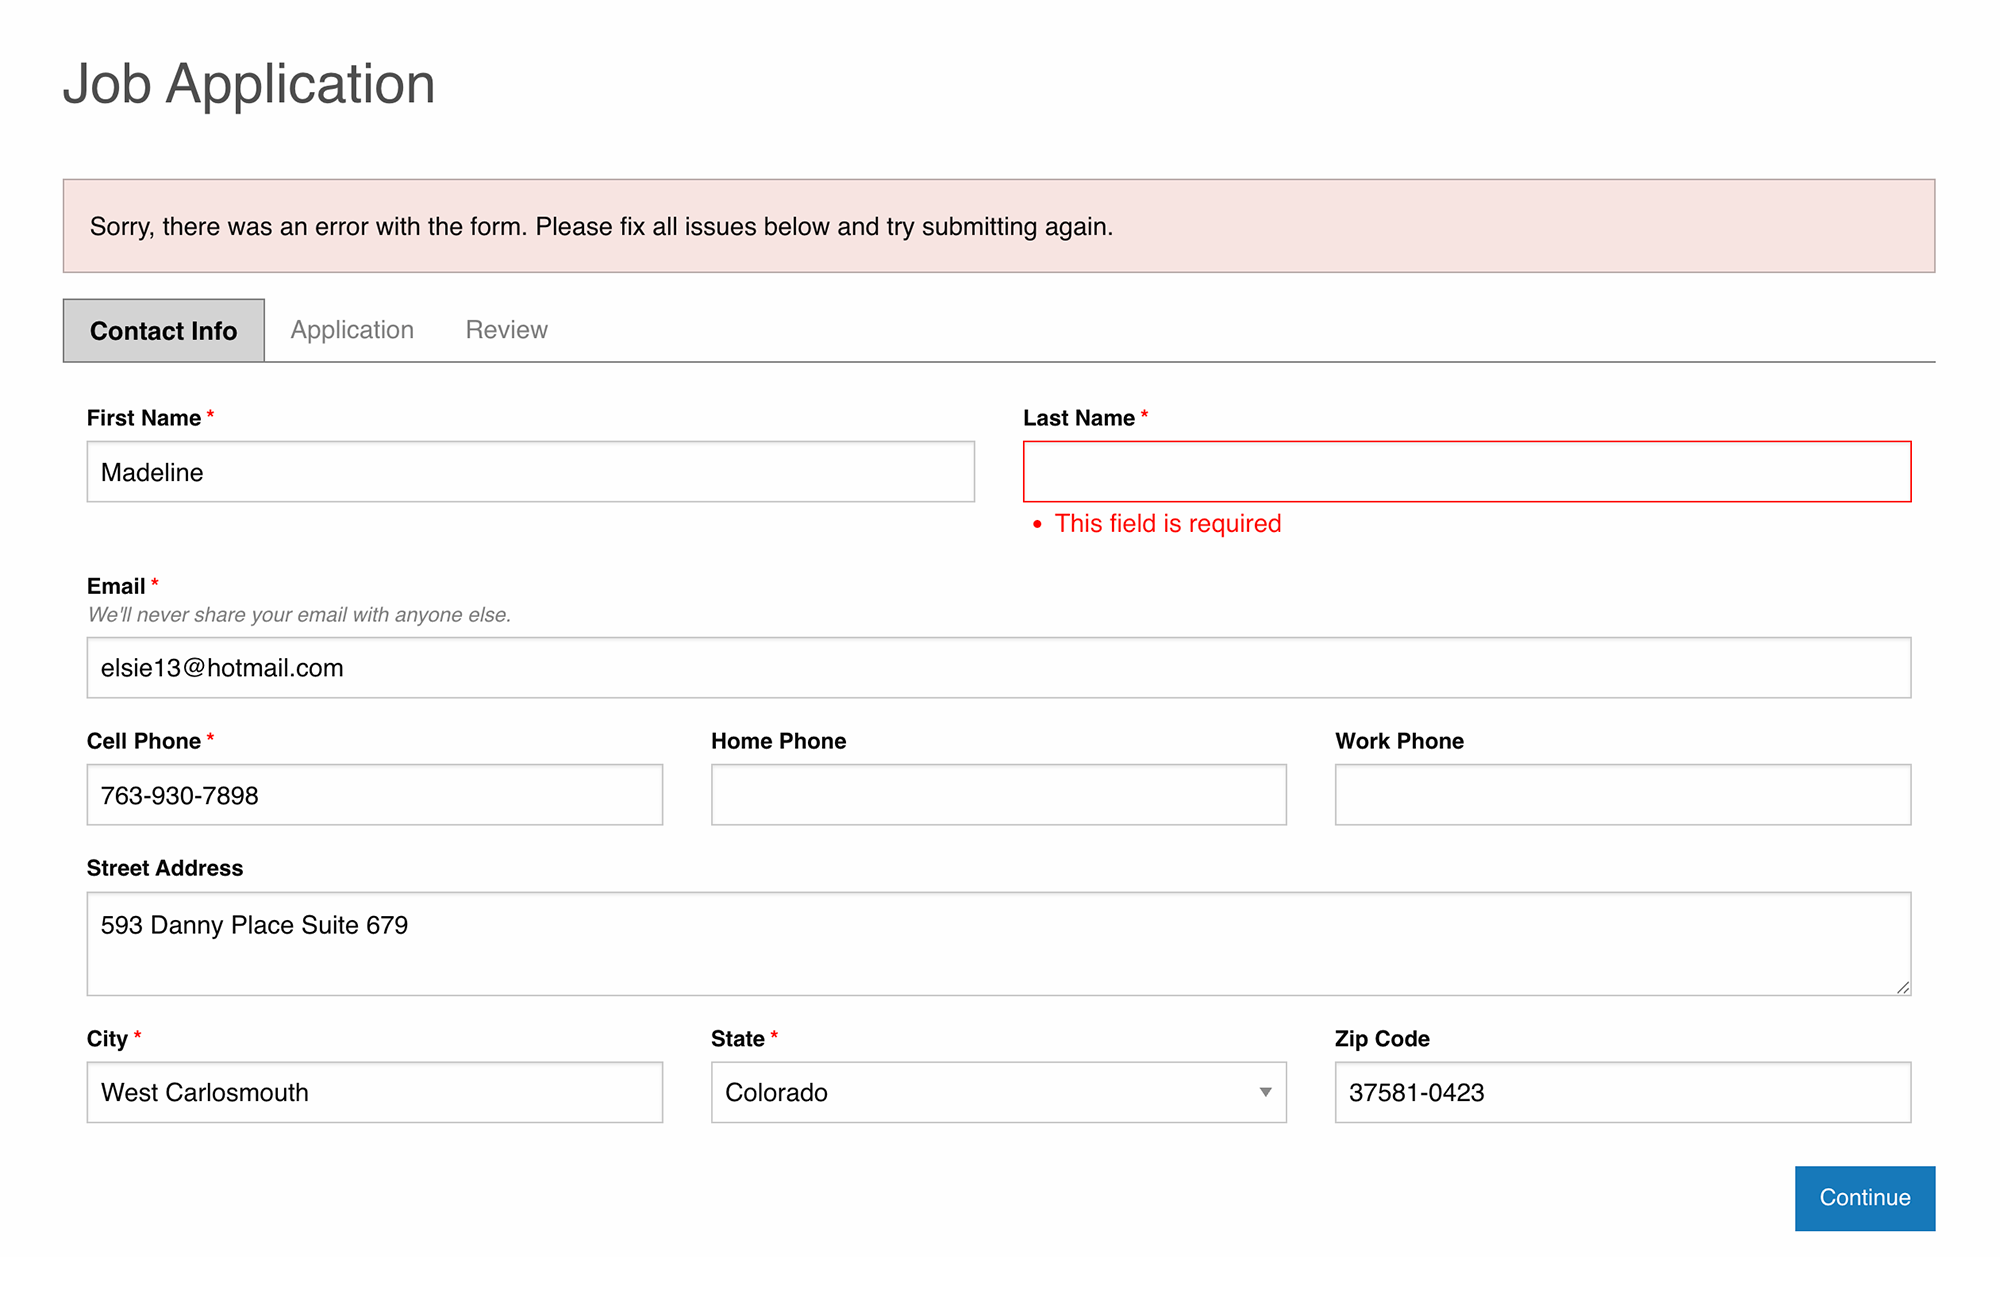 Job Application
Sorry, there was an error with the form. Please fix all issues below and try submitting again.
Contact Info Application Review
First Name * Last Name *
Madeline
• This field is required
Email *
We'll never share your email with anyone else.
elsie13@hotmail.com
Cell Phone * Home Phone Work Phone
763-930-7898
Street Address
593 Danny Place Suite 679
City * State * Zip Code
West Carlosmouth Colorado 37581-0423
Continue